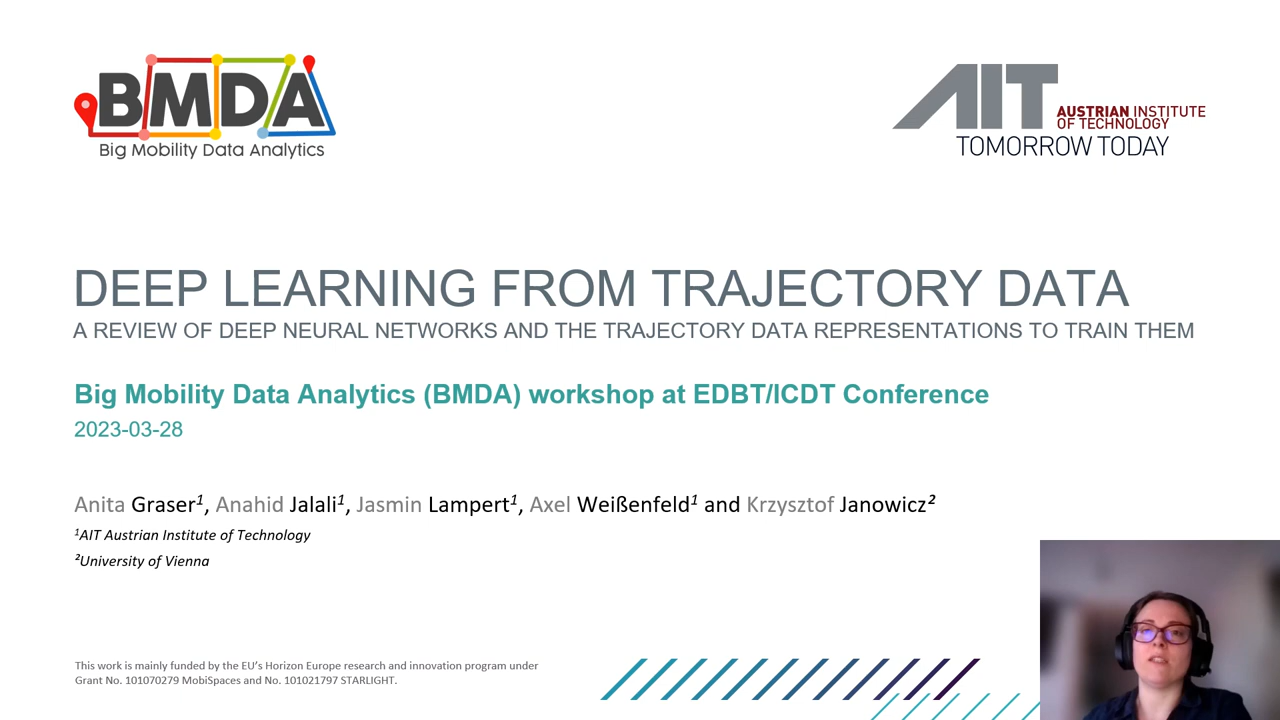 BMDA
Big Mobility Data Analytics
AIT
AUSTRIAN INSTITUTE
OF TECHNOLOGY
TOMORROW TODAY
DEEP LEARNING FROM TRAJECTORY DATA
A REVIEW OF DEEP NEURAL NETWORKS AND THE TRAJECTORY DATA REPRESENTATIONS TO TRAIN THEM
Big Mobility Data Analytics (BMDA) workshop at EDBT/ICDT Conference
2023-03-28
Anita Graser¹, Anahid Jalali¹, Jasmin Lampert¹, Axel Weißenfeld¹ and Krzysztof Janowicz²
¹AIT Austrian Institute of Technology
²University of Vienna
This work is mainly funded by the EU’s Horizon Europe research and innovation program under
Grant No. 101070279 MobiSpaces and No. 101021797 STARLIGHT.